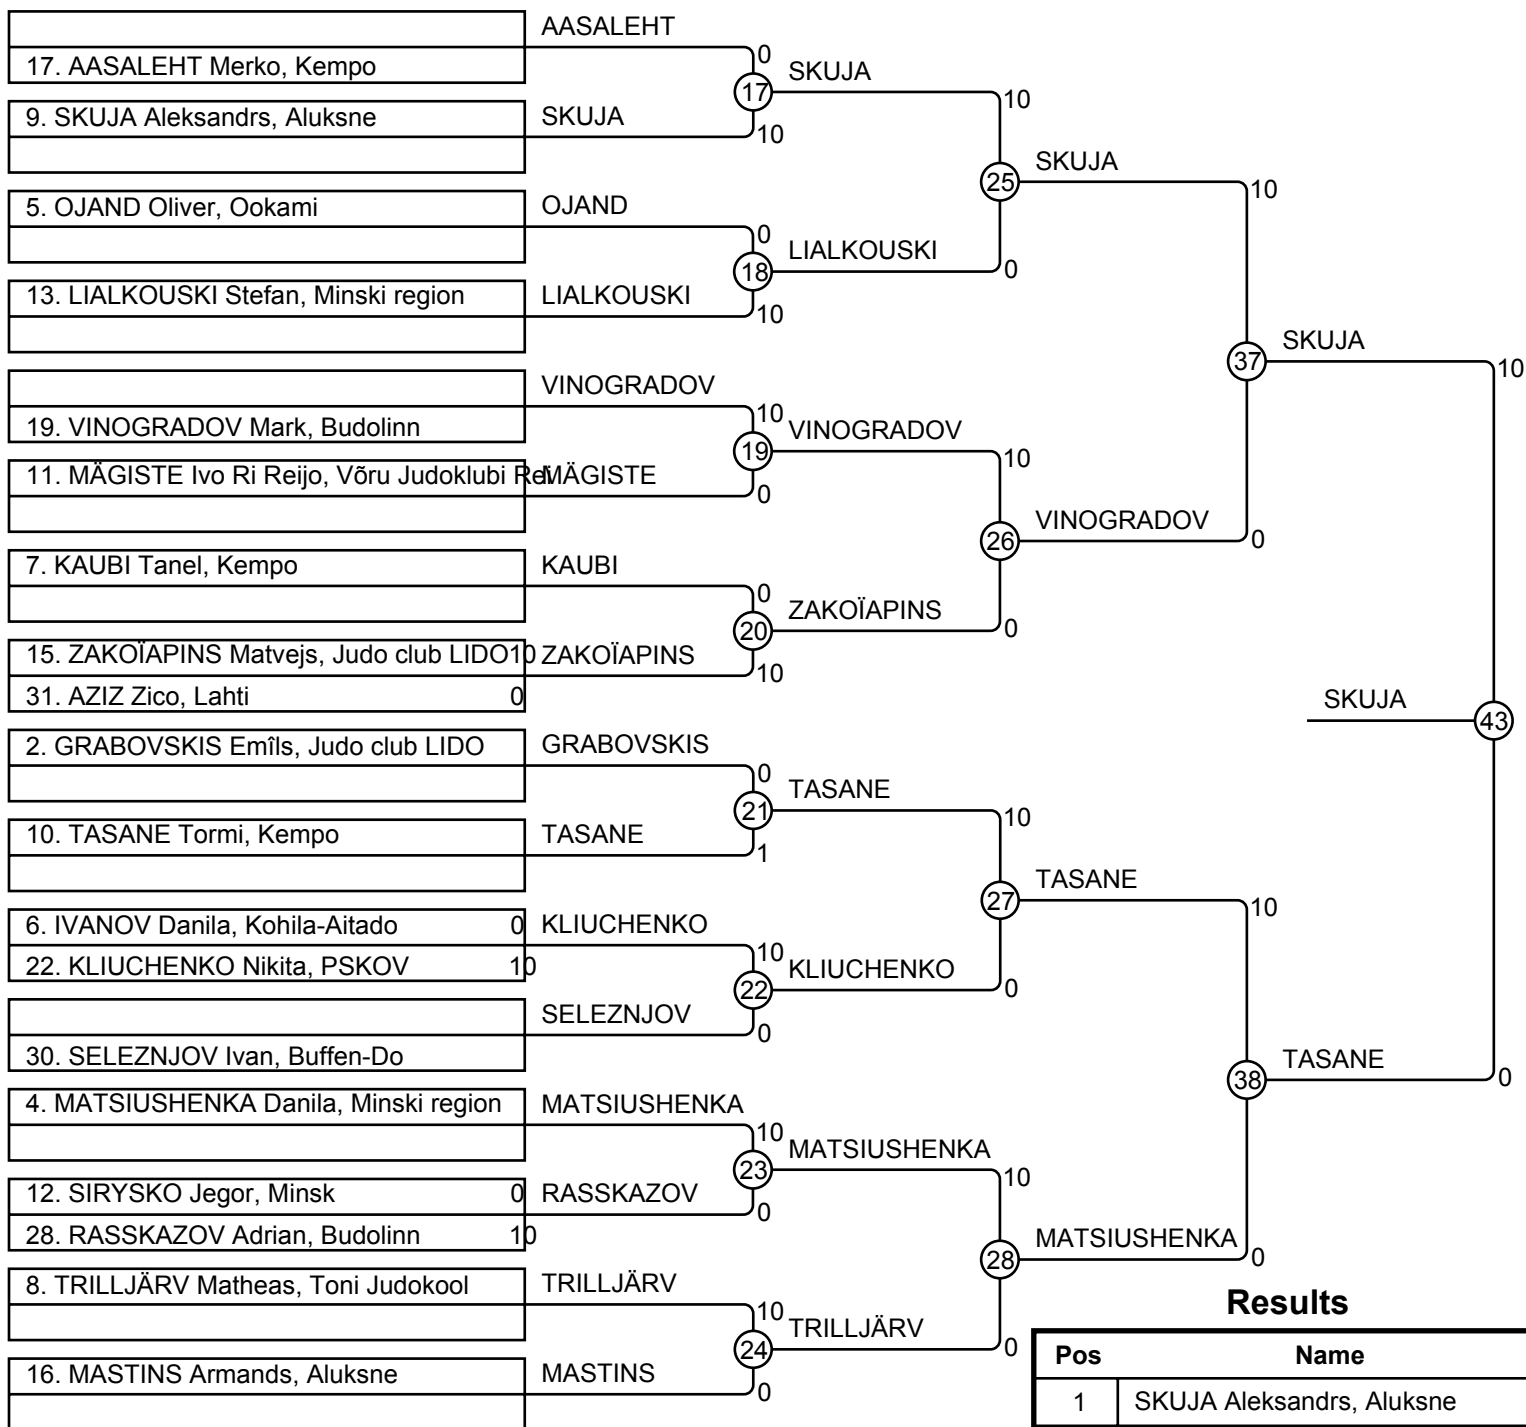 AASALEHT
17. AASALEHT Merko, Kempo
0
SKUJA
17
10
9. SKUJA Aleksandrs, Aluksne
SKUJA
10
SKUJA
25
10
5. OJAND Oliver, Ookami
OJAND
0
LIALKOUSKI
18
0
13. LIALKOUSKI Stefan, Minski region
LIALKOUSKI
10
SKUJA
37
10
VINOGRADOV
19. VINOGRADOV Mark, Budolinn
10
VINOGRADOV
19
10
11. MÄGISTE Ivo Ri Reijo, Võru Judoklubi Rei
MÄGISTE
0
VINOGRADOV
26
0
7. KAUBI Tanel, Kempo
KAUBI
0
ZAKOÏAPINS
20
0
15. ZAKOÏAPINS Matvejs, Judo club LIDO 10
ZAKOÏAPINS
10
31. AZIZ Zico, Lahti 0
SKUJA
43
2. GRABOVSKIS Emîls, Judo club LIDO
GRABOVSKIS
0
TASANE
21
10
10. TASANE Tormi, Kempo
TASANE
1
TASANE
27
10
6. IVANOV Danila, Kohila-Aitado 0
KLIUCHENKO
22. KLIUCHENKO Nikita, PSKOV 10
10
KLIUCHENKO
22
0
SELEZNJOV
0
30. SELEZNJOV Ivan, Buffen-Do
TASANE
38
0
4. MATSIUSHENKA Danila, Minski region
MATSIUSHENKA
10
MATSIUSHENKA
23
10
12. SIRYSKO Jegor, Minsk 0
RASSKAZOV
0
28. RASSKAZOV Adrian, Budolinn 10
MATSIUSHENKA
28
0
8. TRILLJÄRV Matheas, Toni Judokool
TRILLJÄRV
10
TRILLJÄRV
24
0
16. MASTINS Armands, Aluksne
MASTINS
0
Results
Pos Name
1 SKUJA Aleksandrs, Aluksne